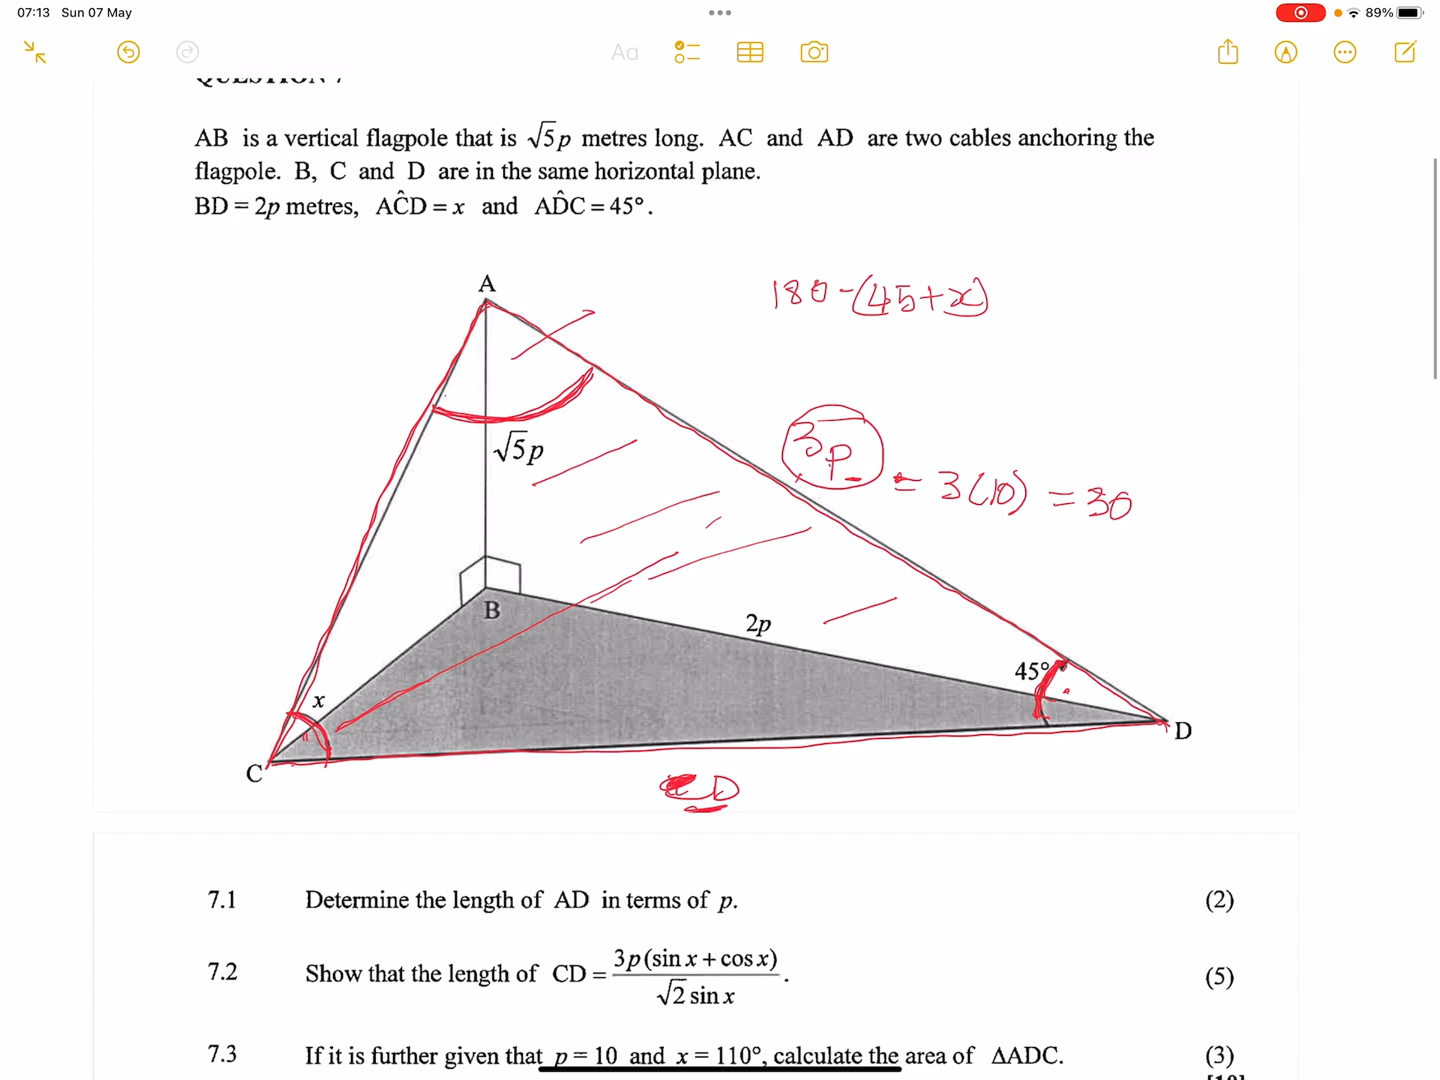 07:13 Sun 07 May
89%
Aa
QUESTION 7
AB is a vertical flagpole that is √5p metres long. AC and AD are two cables anchoring the
flagpole. B, C and D are in the same horizontal plane.
BD = 2p metres, AĈD = x and AD̂C = 45°.
A
180-(45+x)
√5p
3p = 3(10) = 30
B
2p
45°
x
D
C
CD
7.1 Determine the length of AD in terms of p. (2)
7.2 Show that the length of CD = 3p(sin x + cos x) / √2 sin x . (5)
7.3 If it is further given that p = 10 and x = 110°, calculate the area of ΔADC. (3)
[10]